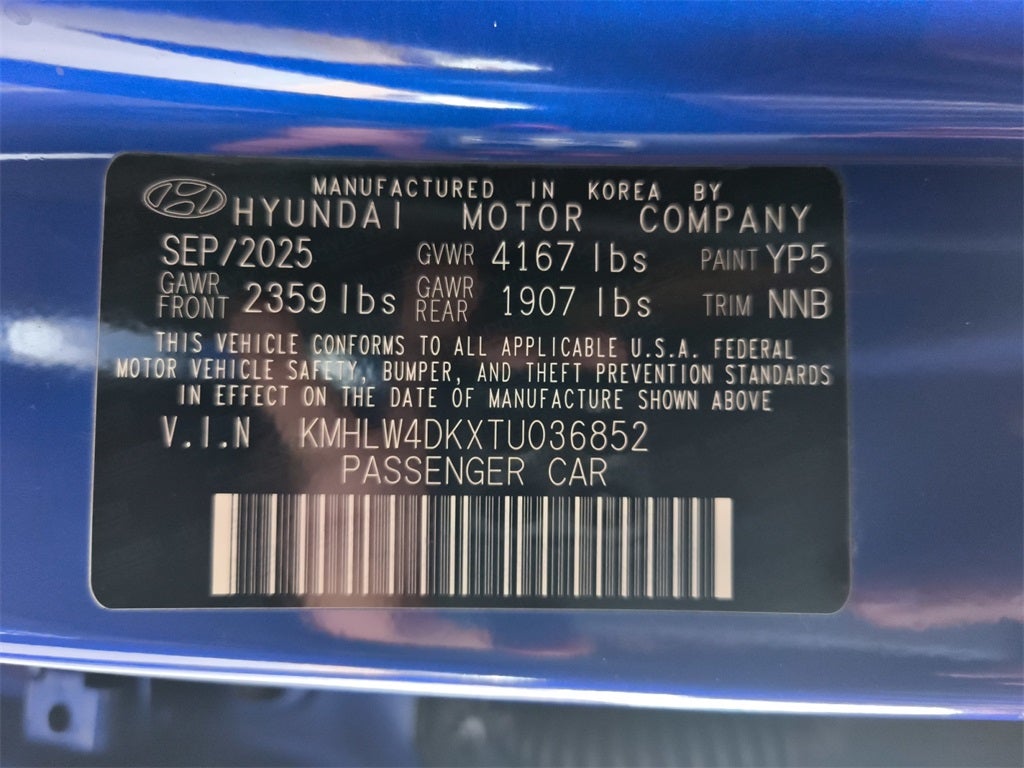 MANUFACTURED IN KOREA BY
HYUNDAI MOTOR COMPANY
SEP/2025 GVWR 4167 lbs PAINT YP5
GAWR FRONT 2359 lbs GAWR REAR 1907 lbs TRIM NNB
THIS VEHICLE CONFORMS TO ALL APPLICABLE U.S.A. FEDERAL
MOTOR VEHICLE SAFETY, BUMPER, AND THEFT PREVENTION STANDARDS
IN EFFECT ON THE DATE OF MANUFACTURE SHOWN ABOVE
V.I.N KMHLW4DKXTU036852
PASSENGER CAR